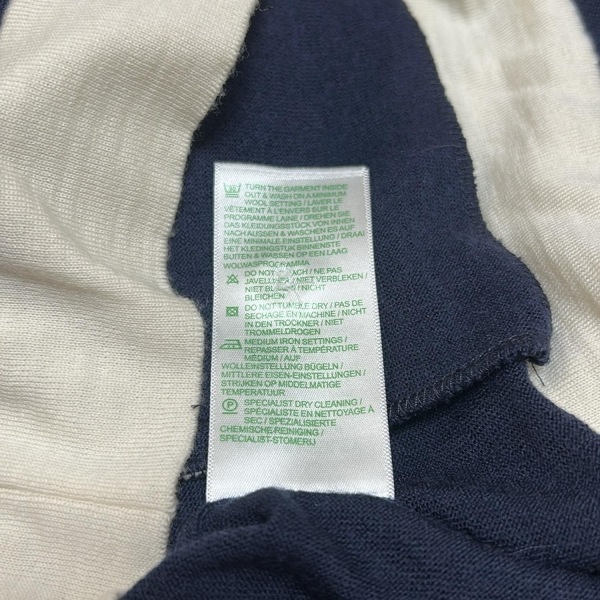 30 TURN THE GARMENT INSIDE
OUT & WASH ON A MINIMUM
WOOL SETTING / LAVER LE
VÊTEMENT À L'ENVERS SUR LE
PROGRAMME LAINE / DREHEN SIE
DAS KLEIDUNGSSTÜCK VON INNEN
NACH AUSSEN & WASCHEN ES AUF
EINE MINIMALE EINSTELLUNG / DRAAI
HET KLEDINGSTUK BINNENSTE
BUITEN & WASSEN OP EEN LAAG
WOLWASPROGRAMMA
DO NOT BLEACH / NE PAS
JAVELLISER / NIET VERBLEKEN /
NIET BLEKEN / NICHT
BLEICHEN
DO NOT TUMBLE DRY / PAS DE
SECHAGE EN MACHINE / NICHT
IN DEN TROCKNER / NIET
TROMMELDROGEN
MEDIUM IRON SETTINGS /
REPASSER À TEMPÉRATURE
MÉDIUM / AUF
WOLLEINSTELLUNG BÜGELN /
MITTLERE EISEN-EINSTELLUNGEN /
STRIJKEN OP MIDDELMATIGE
TEMPERATUUR
P SPECIALIST DRY CLEANING /
SPÉCIALISTE EN NETTOYAGE À
SEC / SPEZIALISIERTE
CHEMISCHE-REINIGING /
SPECIALIST-STOMERIJ